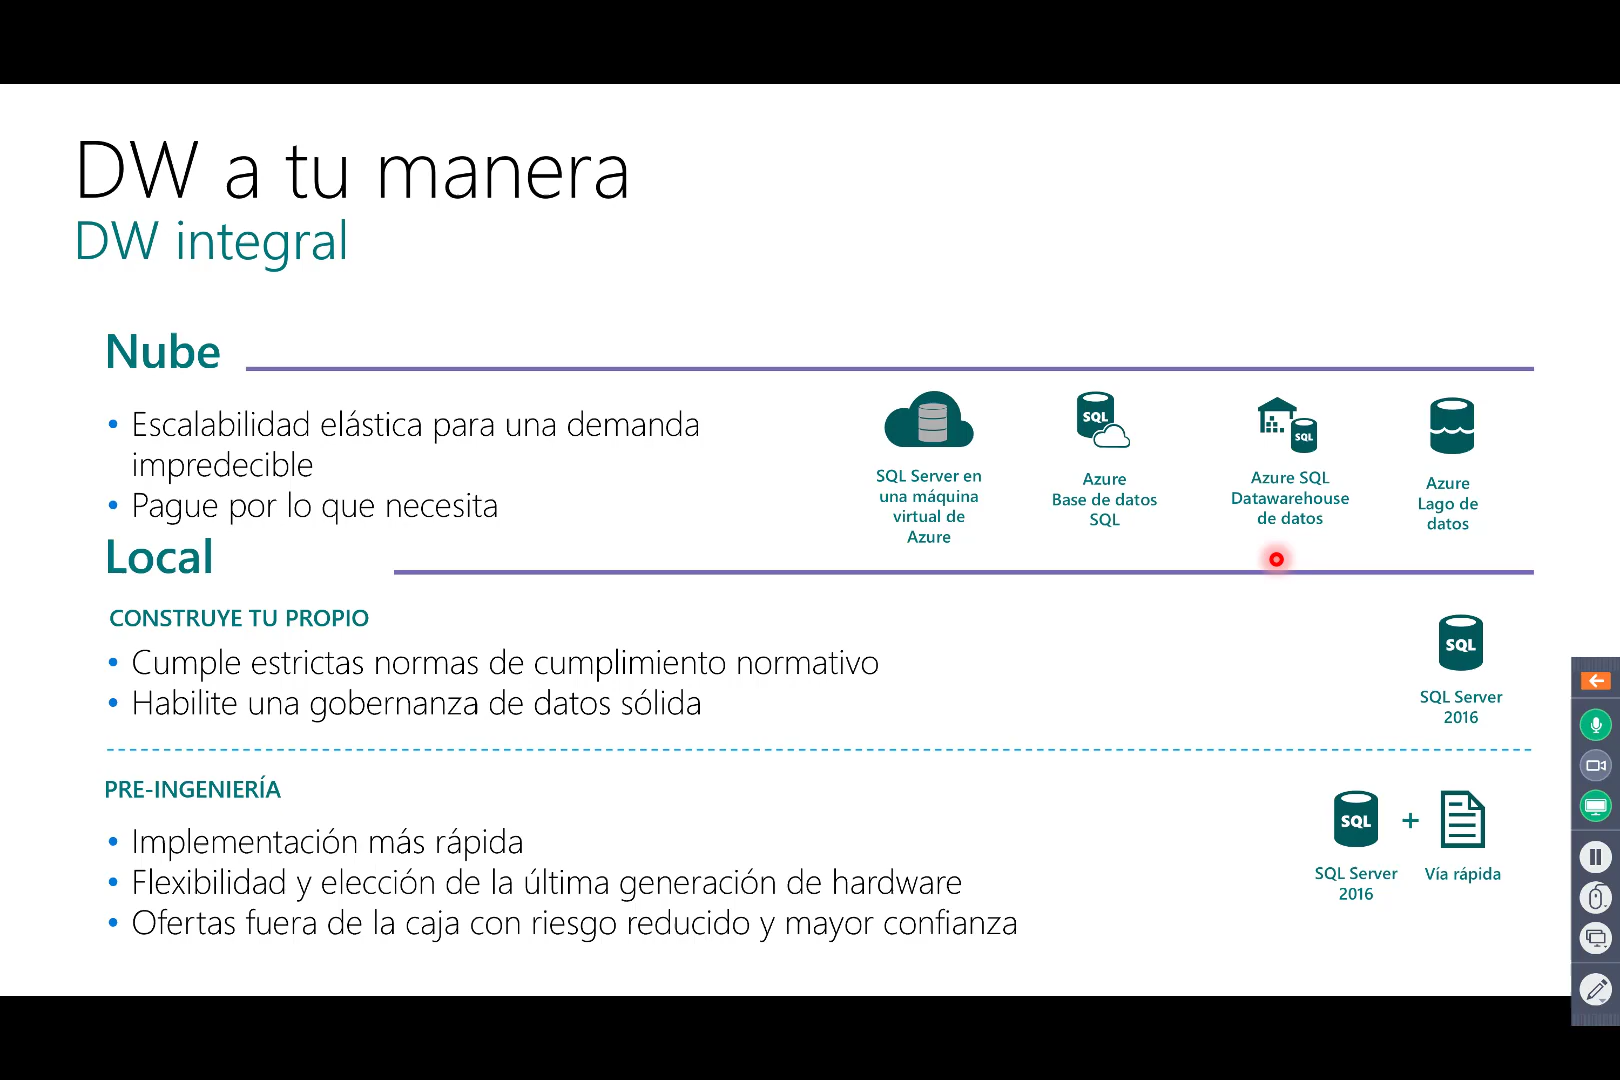 DW a tu manera
DW integral
Nube
• Escalabilidad elástica para una demanda
impredecible
• Pague por lo que necesita
SQL Server en
una máquina
virtual de
Azure
SQL
Azure
Base de datos
SQL
SQL
Azure SQL
Datawarehouse
de datos
Azure
Lago de
datos
Local
CONSTRUYE TU PROPIO
• Cumple estrictas normas de cumplimiento normativo
• Habilite una gobernanza de datos sólida
SQL
SQL Server
2016
PRE-INGENIERÍA
• Implementación más rápida
• Flexibilidad y elección de la última generación de hardware
• Ofertas fuera de la caja con riesgo reducido y mayor confianza
SQL
+
SQL Server
2016
Vía rápida